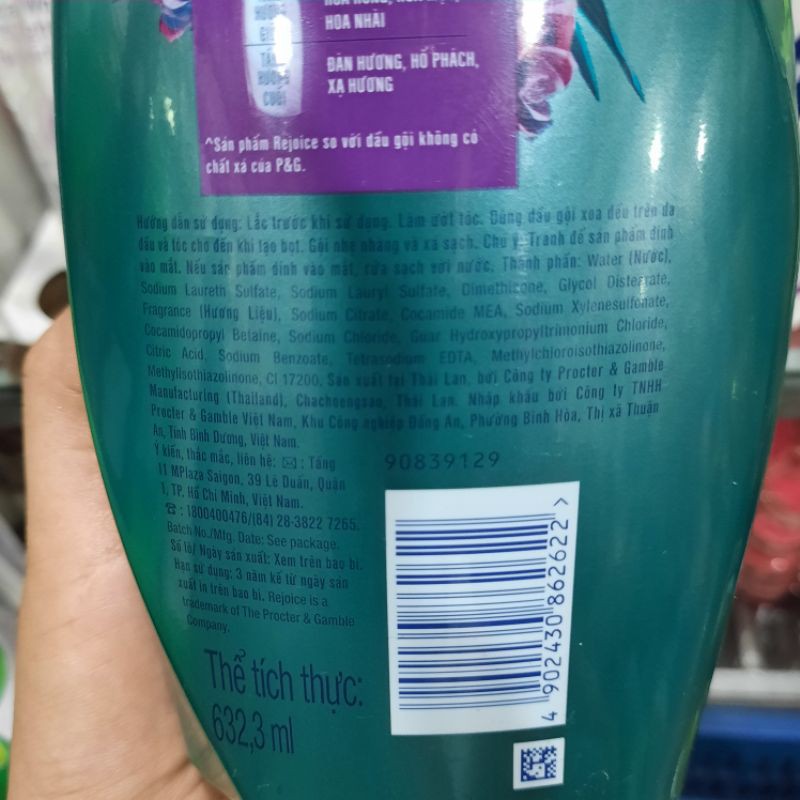 HOA NHÀI
HƯƠNG
ĐÀN HƯƠNG, HỔ PHÁCH,
XẠ HƯƠNG
CUỐI
^Sản phẩm Rejoice so với dầu gội không có
chất xả của P&G.
Hướng dẫn sử dụng: Lắc trước khi sử dụng. Làm ướt tóc. Dùng dầu gội xoa đều trên da
đầu và tóc cho đến khi tạo bọt. Gội nhẹ nhàng và xả sạch. Chú ý: Tránh để sản phẩm dính
vào mắt. Nếu sản phẩm dính vào mắt, rửa sạch với nước. Thành phần: Water (Nước),
Sodium Laureth Sulfate, Sodium Lauryl Sulfate, Dimethicone, Glycol Distearate,
Fragrance (Hương Liệu), Sodium Citrate, Cocamide MEA, Sodium Xylenesulfonate,
Cocamidopropyl Betaine, Sodium Chloride, Guar Hydroxypropyltrimonium Chloride,
Citric Acid, Sodium Benzoate, Tetrasodium EDTA, Methylchloroisothiazolinone,
Methylisothiazolinone, CI 17200. Sản xuất tại Thái Lan, bởi Công ty Procter & Gamble
Manufacturing (Thailand), Chachoengsao, Thái Lan. Nhập khẩu bởi Công ty TNHH
Procter & Gamble Việt Nam. Khu Công nghiệp Đồng An, Phường Bình Hòa, Thị xã Thuận
An, Tỉnh Bình Dương, Việt Nam.
Ý kiến, thắc mắc, liên hệ: ✉ : Tầng
11 MPlaza Saigon, 39 Lê Duẩn, Quận
1, TP. Hồ Chí Minh, Việt Nam.
☎ : 1800400476/(84) 28-3822 7265.
Batch No./Mfg. Date: See package.
Số lô/ Ngày sản xuất: Xem trên bao bì.
Hạn sử dụng: 3 năm kể từ ngày sản
xuất in trên bao bì. Rejoice is a
trademark of The Procter & Gamble
Company.
90839129
Thể tích thực:
632,3 ml
4 902430 862622 >